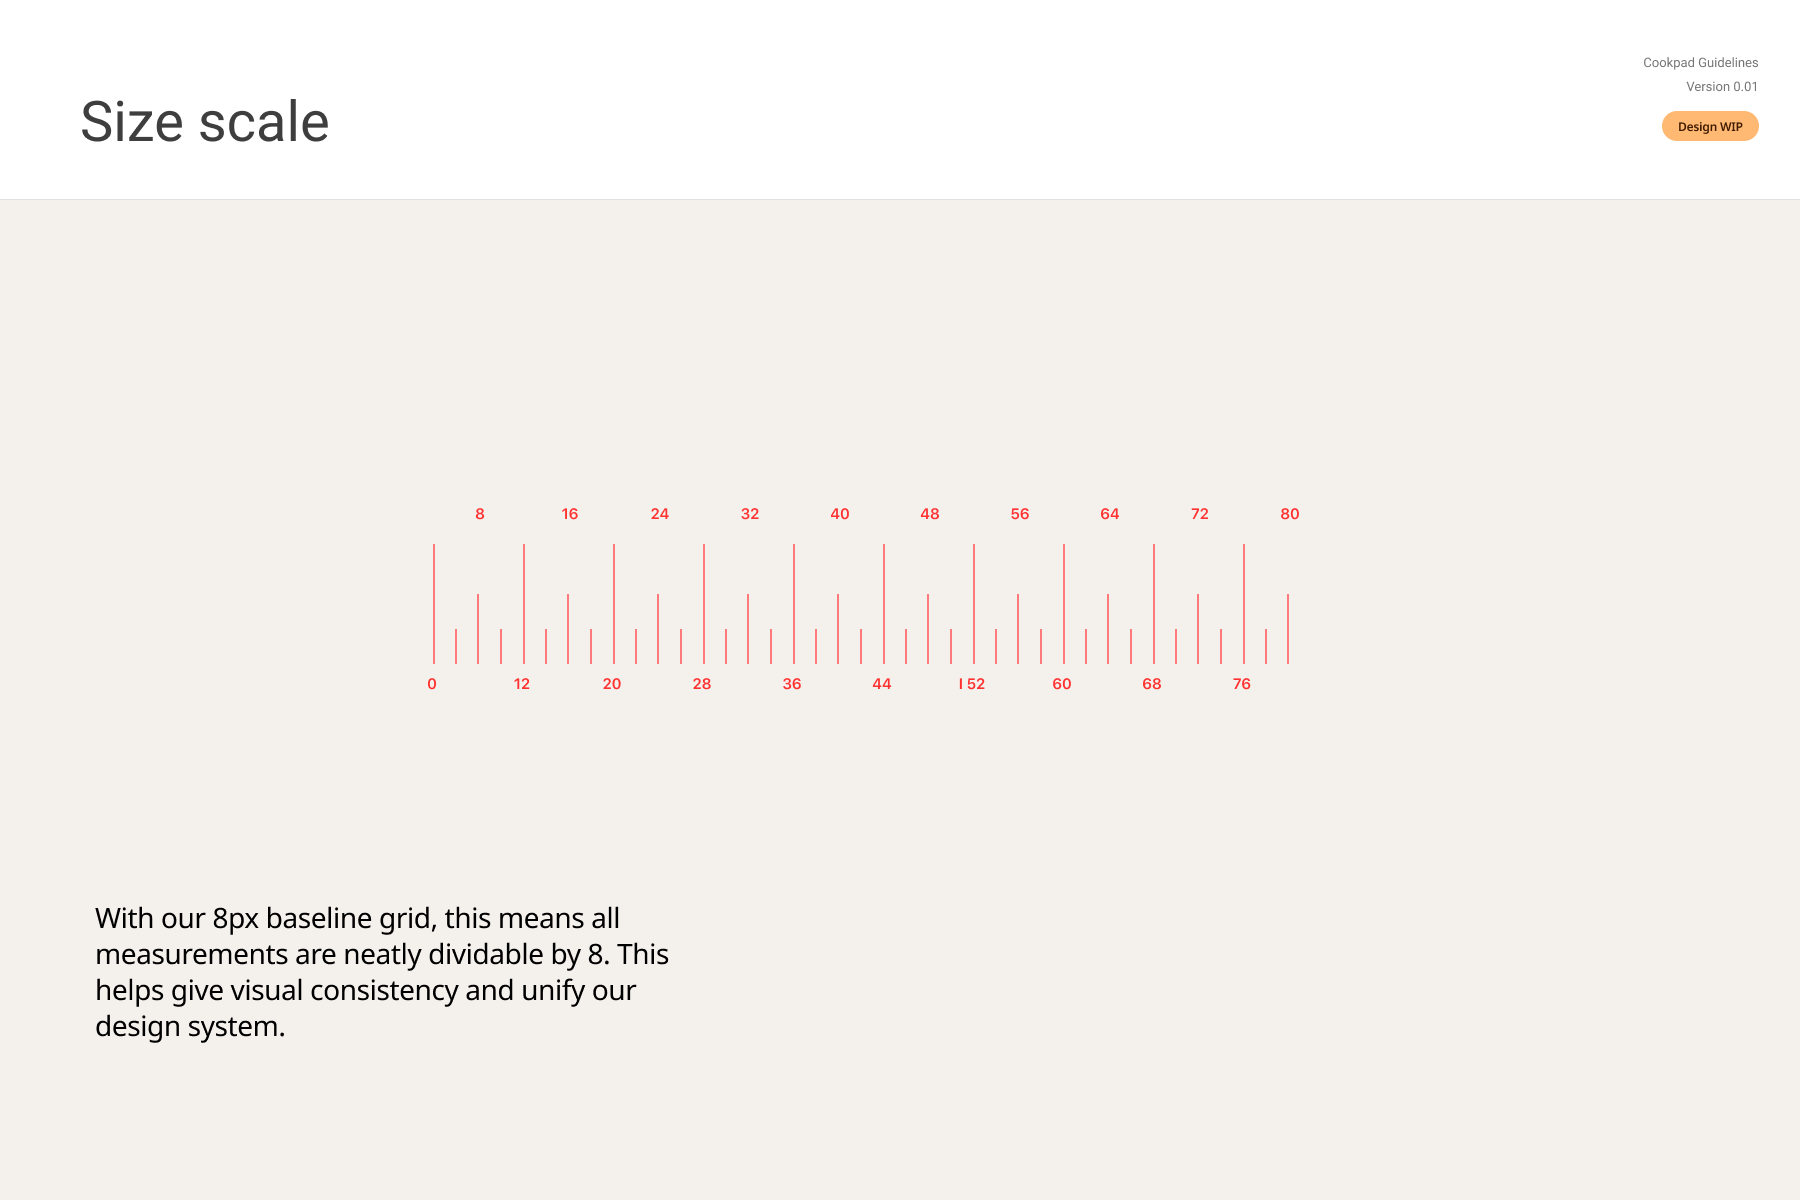 Cookpad Guidelines
Version 0.01
Size scale
Design WIP
8 16 24 32 40 48 56 64 72 80
0 12 20 28 36 44 I 52 60 68 76
With our 8px baseline grid, this means all
measurements are neatly dividable by 8. This
helps give visual consistency and unify our
design system.